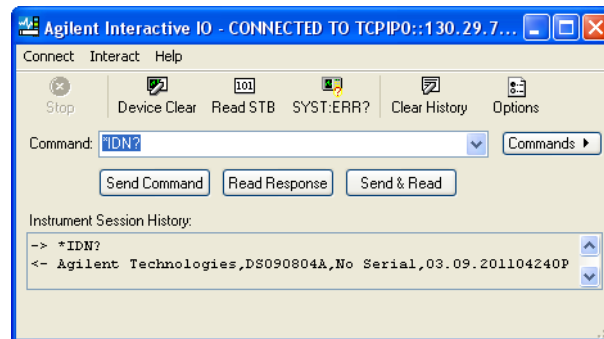 Agilent Interactive IO - CONNECTED TO TCPIP0::130.29.7...
Connect Interact Help
Stop Device Clear Read STB SYST:ERR? Clear History Options
Command: *IDN? Commands
Send Command Read Response Send & Read
Instrument Session History:
-> *IDN?
<- Agilent Technologies,DSO90804A,No Serial,03.09.201104240P